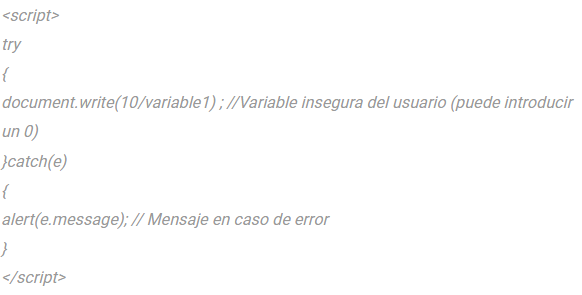 <script>
try
{
document.write(10/variable1) ; //Variable insegura del usuario (puede introducir
un 0)
}catch(e)
{
alert(e.message); // Mensaje en caso de error
}
</script>